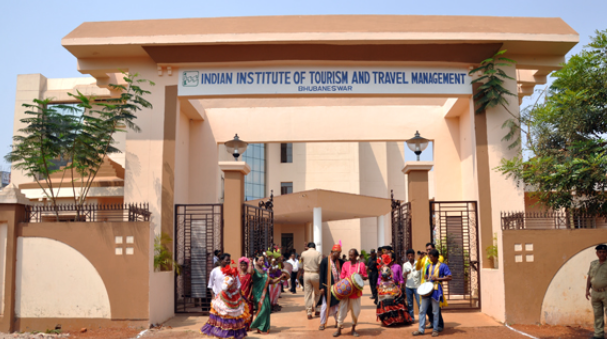 INDIAN INSTITUTE OF TOURISM AND TRAVEL MANAGEMENT
BHUBANESWAR